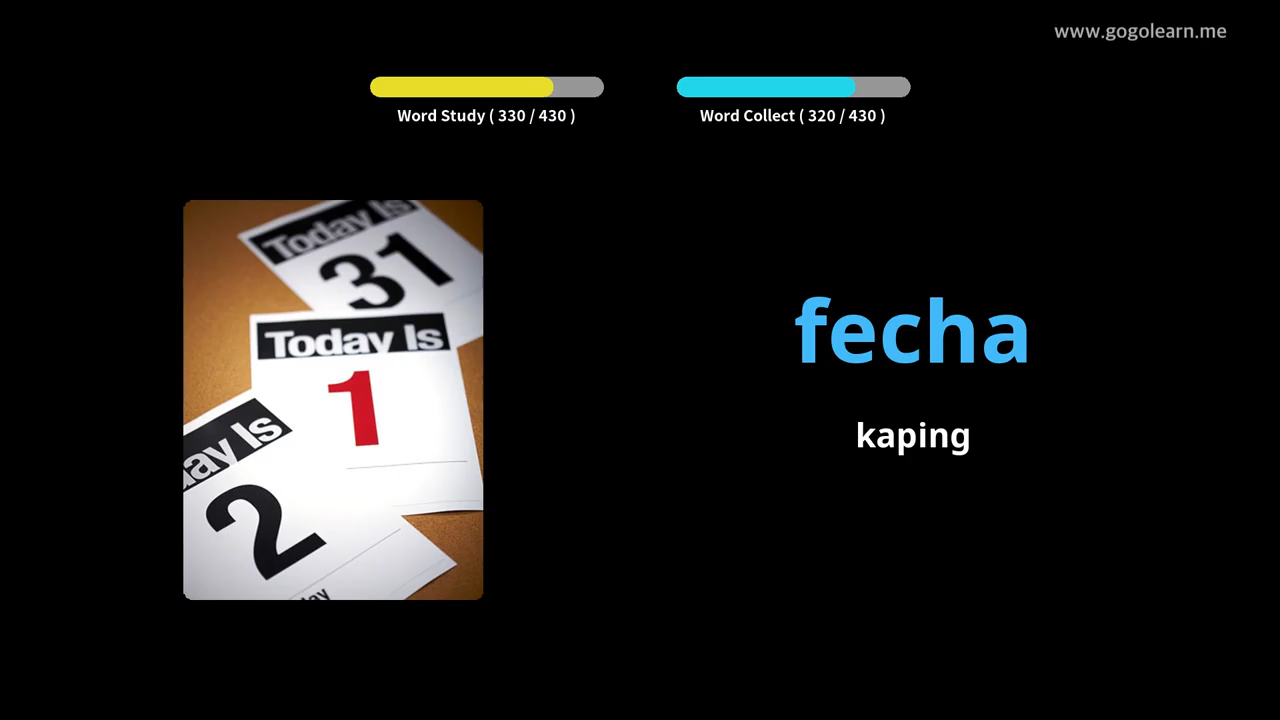 www.gogolearn.me
Word Study ( 330 / 430 )
Word Collect ( 320 / 430 )
Today Is
31
Today Is
1
ay Is
2
ay
fecha
kaping